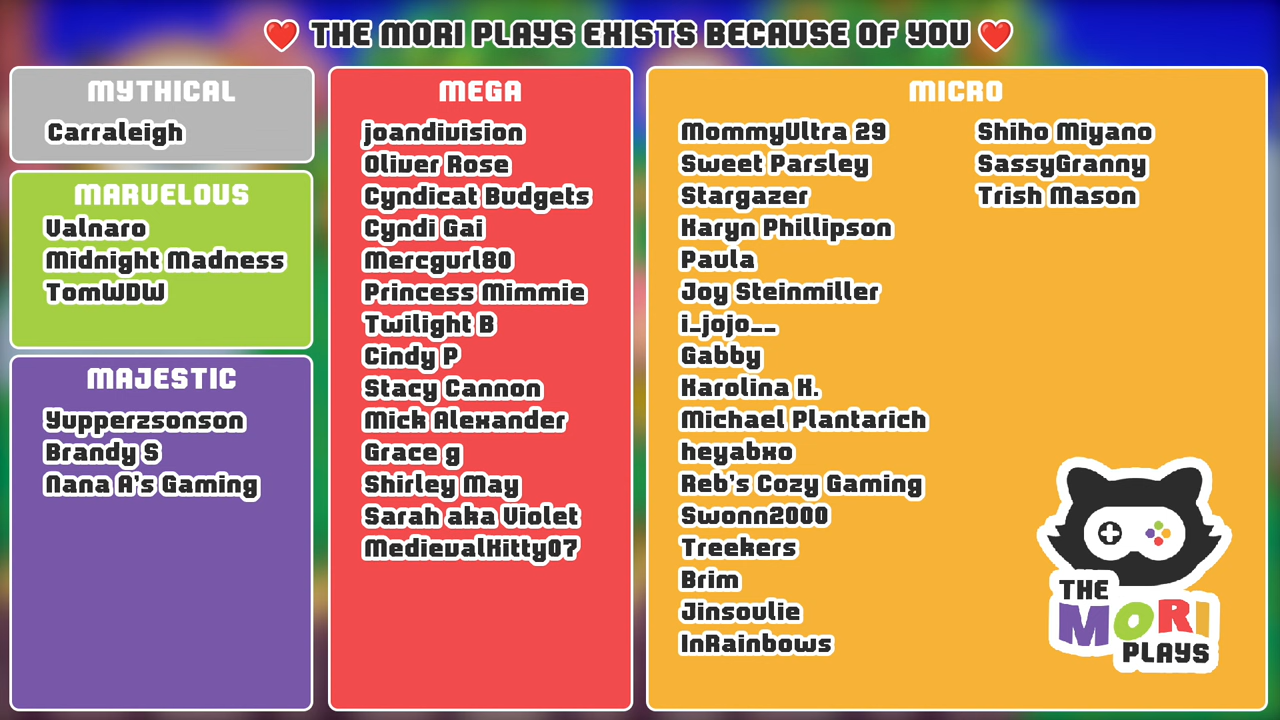 ❤️ THE MORI PLAYS EXISTS BECAUSE OF YOU ❤️
MYTHICAL
Carraleigh
MARVELOUS
Valnaro
Midnight Madness
TomWDW
MAJESTIC
Yupperzsonson
Brandy S
Nana A's Gaming
MEGA
joandivision
Oliver Rose
Cyndicat Budgets
Cyndi Gai
Mercgurl80
Princess Mimmie
Twilight B
Cindy P
Stacy Cannon
Mick Alexander
Grace g
Shirley May
Sarah aka Violet
MedievalKitty07
MICRO
MommyUltra 29
Sweet Parsley
Stargazer
Karyn Phillipson
Paula
Joy Steinmiller
i_jojo__
Gabby
Karolina K.
Michael Plantarich
heyabxo
Reb's Cozy Gaming
Swonn2000
Treekers
Brim
Jinsoulie
InRainbows
Shiho Miyano
SassyGranny
Trish Mason
THE
MORI
PLAYS